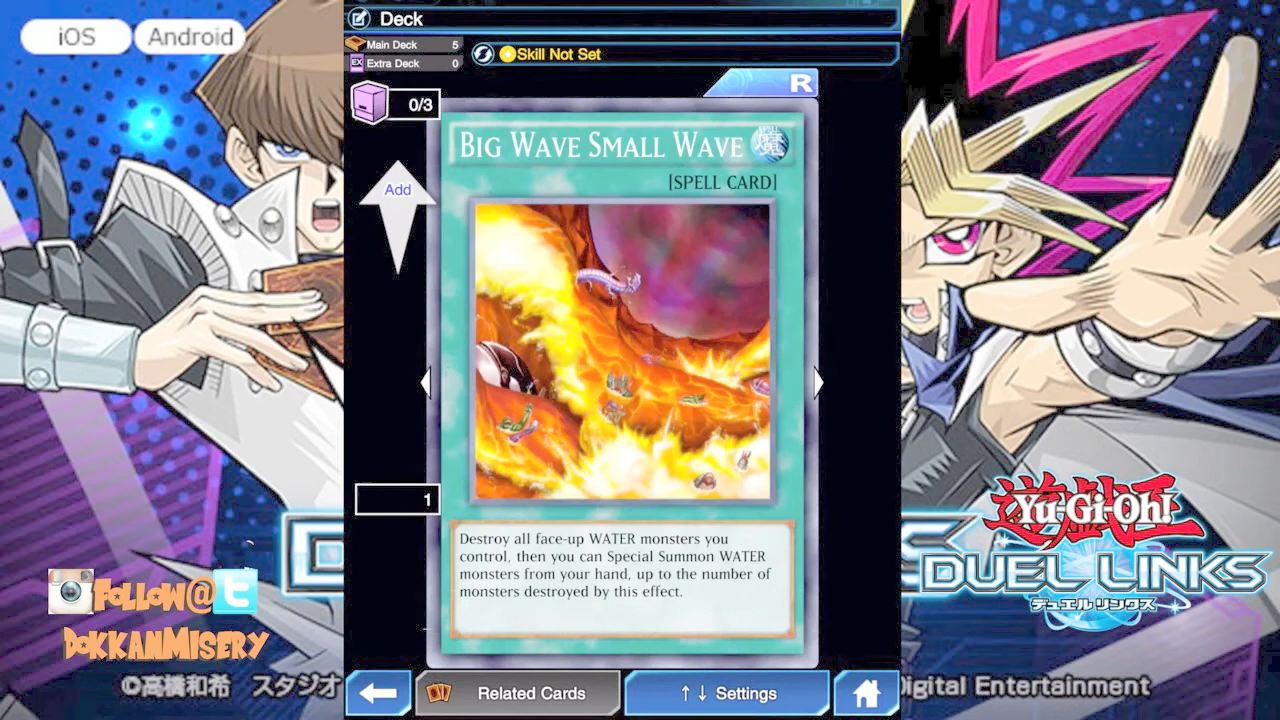 iOS
Android
Deck
Main Deck 5
EX Extra Deck 0
Skill Not Set
R
0/3
BIG WAVE SMALL WAVE 魔
[SPELL CARD]
Add
1
Destroy all face-up WATER monsters you
control, then you can Special Summon WATER
monsters from your hand, up to the number of
monsters destroyed by this effect.
遊戯王
Yu-Gi-Oh!
DUEL LINKS
デュエルリンクス
FOLLOW@
DOKKANMISERY
©高橋和希 スタジオ
Digital Entertainment
Related Cards
↑↓ Settings